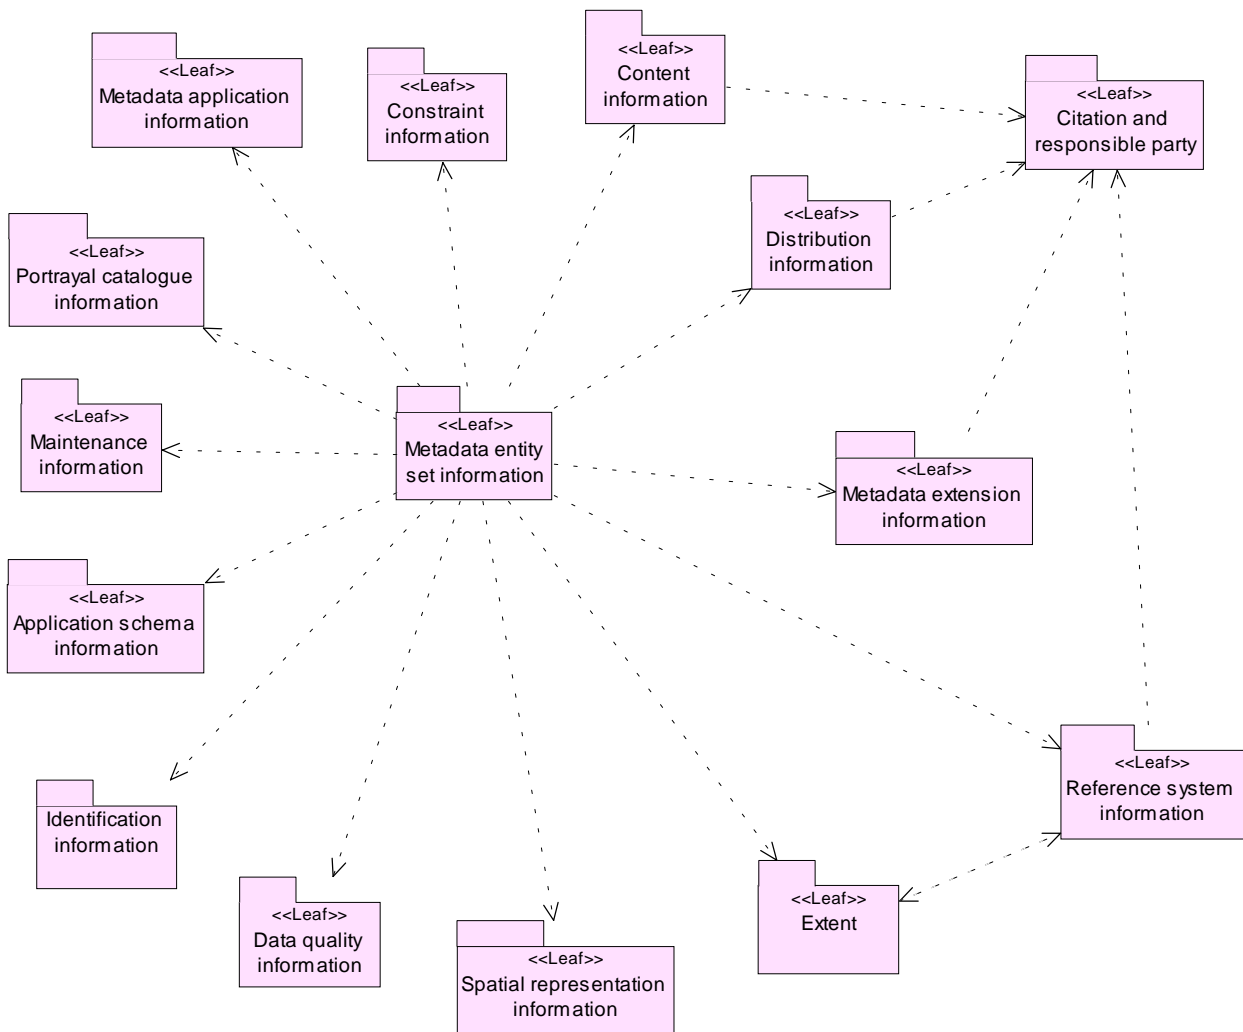 <<Leaf>>
Metadada application
information
<<Leaf>>
Constraint
information
<<Leaf>>
Content
information
<<Leaf>>
Citation and
responsible party
<<Leaf>>
Portrayal catalogue
information
<<Leaf>>
Distribution
information
<<Leaf>>
Maintenance
information
<<Leaf>>
Metadata entity
set information
<<Leaf>>
Metadata extension
information
<<Leaf>>
Application schema
information
<<Leaf>>
Reference system
information
Identification
information
<<Leaf>>
Data quality
information
<<Leaf>>
Spatial representation
information
<<Leaf>>
Extent